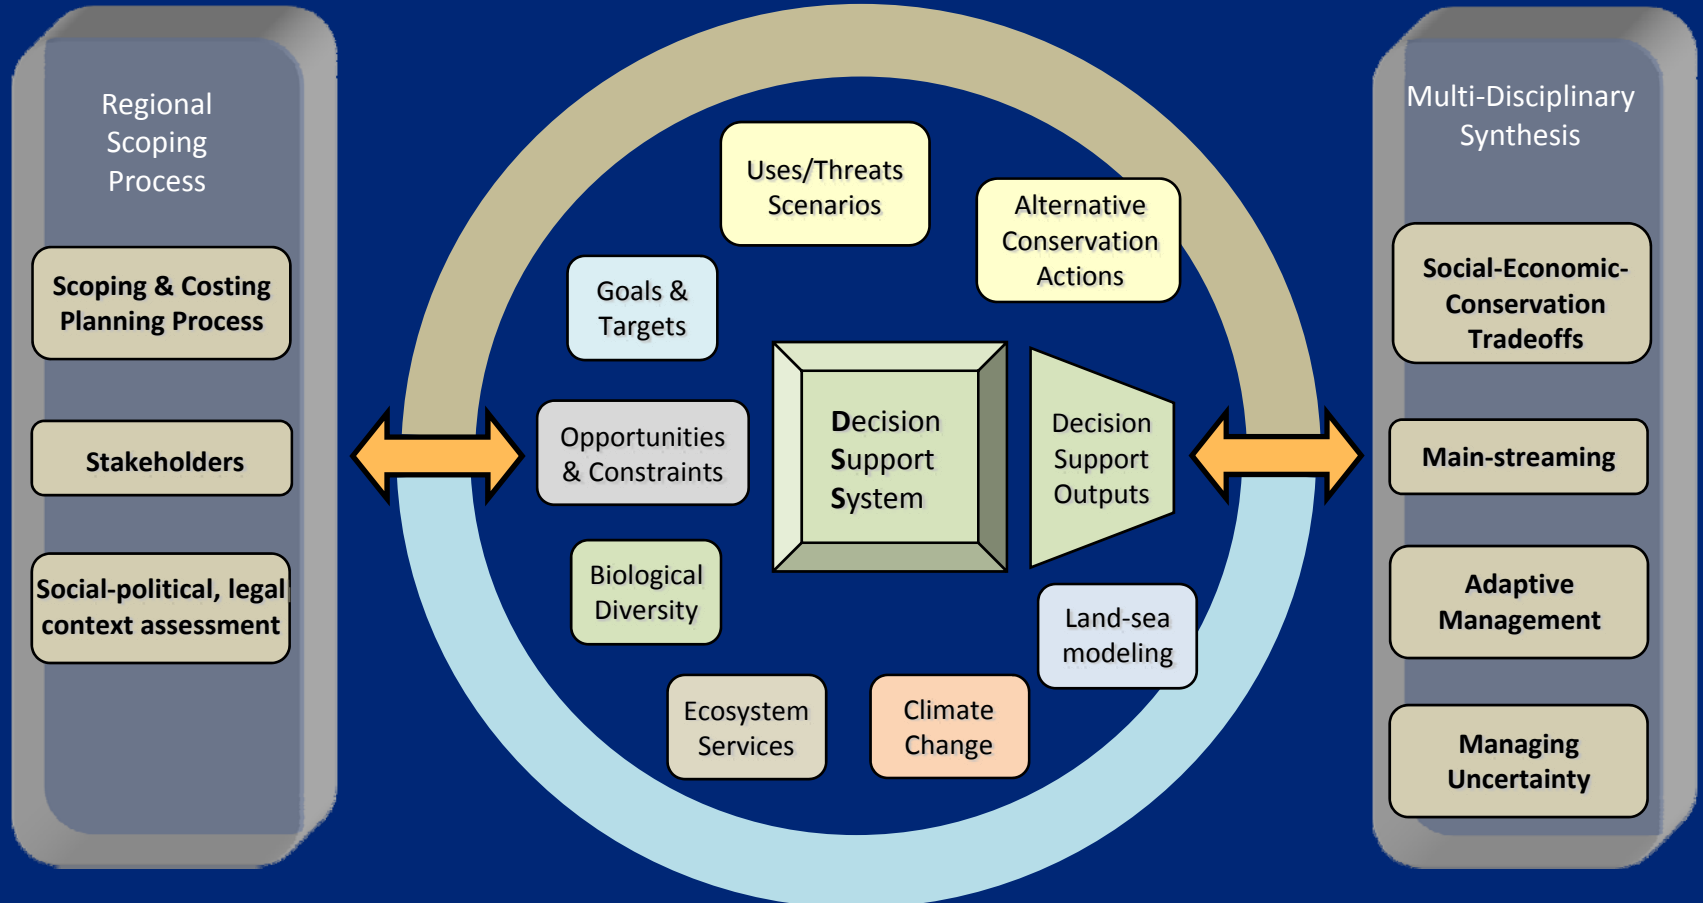 Regional
Scoping
Process
Scoping & Costing
Planning Process
Stakeholders
Social-political, legal
context assessment
Uses/Threats
Scenarios
Alternative
Conservation
Actions
Goals &
Targets
Opportunities
& Constraints
Decision
Support
System
Decision
Support
Outputs
Biological
Diversity
Land-sea
modeling
Ecosystem
Services
Climate
Change
Multi-Disciplinary
Synthesis
Social-Economic-
Conservation
Tradeoffs
Main-streaming
Adaptive
Management
Managing
Uncertainty